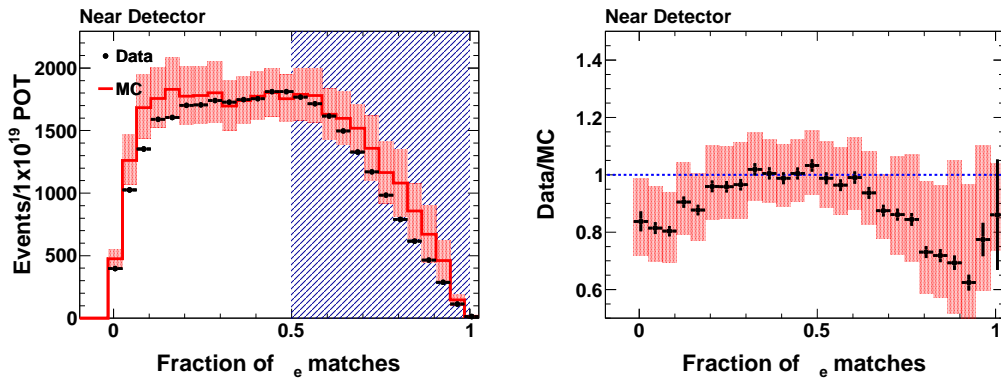 Near Detector
Data
MC
Events/1x10¹⁹ POT
2000
1500
1000
500
0
0
0.5
1
Fraction of e matches
Near Detector
Data/MC
1.4
1.2
1
0.8
0.6
0
0.5
1
Fraction of e matches